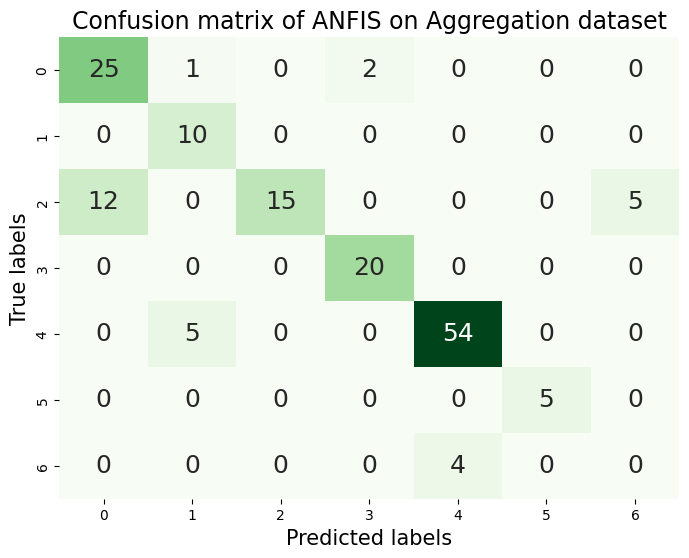 Confusion matrix of ANFIS on Aggregation dataset
0 25 1 0 2 0 0 0
1 0 10 0 0 0 0 0
2 12 0 15 0 0 0 5
3 0 0 0 20 0 0 0
4 0 5 0 0 54 0 0
5 0 0 0 0 0 5 0
6 0 0 0 0 4 0 0
0 1 2 3 4 5 6
True labels
Predicted labels